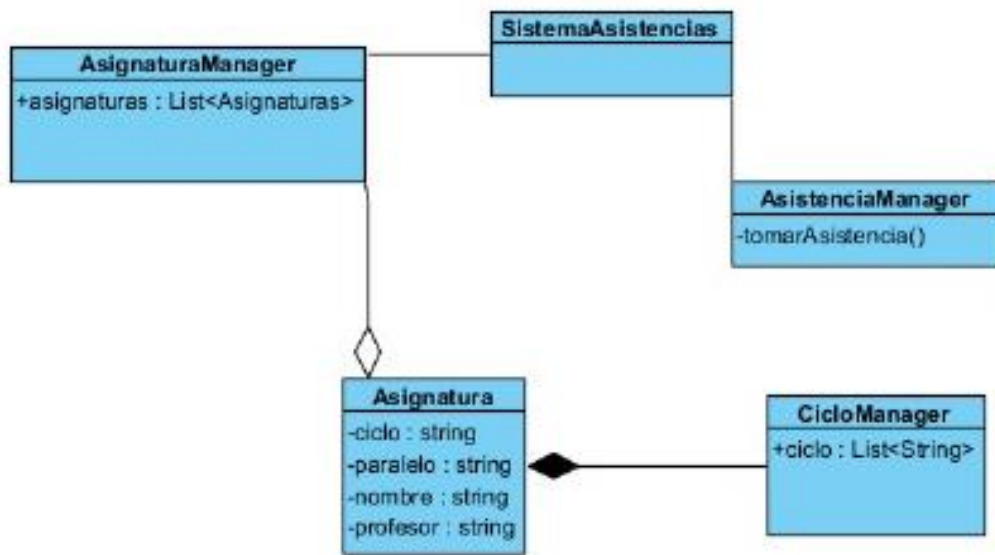 SistemaAsistencias
AsignaturaManager
+asignaturas : List<Asignaturas>
AsistenciaManager
-tomarAsistencia()
Asignatura
-ciclo : string
-paralelo : string
-nombre : string
-profesor : string
CicloManager
+ciclo : List<String>